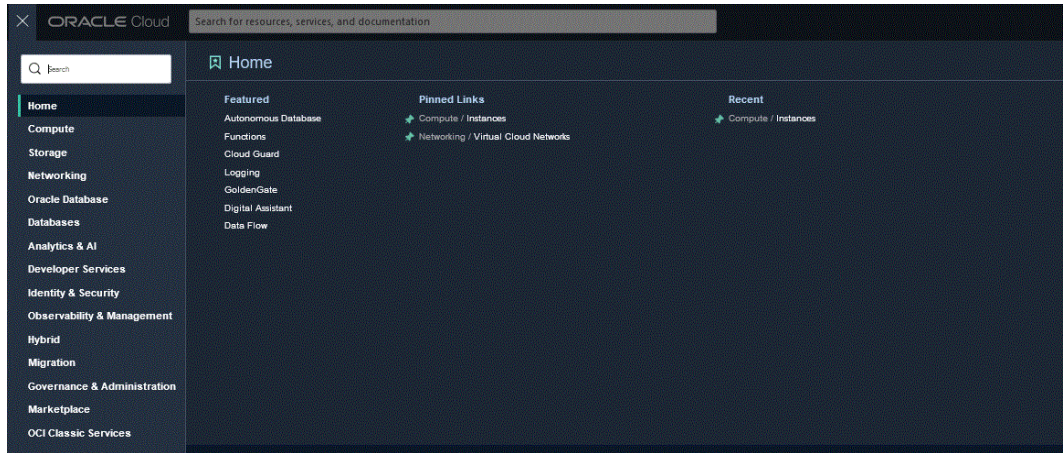 ORACLE Cloud
Search for resources, services, and documentation
Search
Home
Compute
Storage
Networking
Oracle Database
Databases
Analytics & AI
Developer Services
Identity & Security
Observability & Management
Hybrid
Migration
Governance & Administration
Marketplace
OCI Classic Services
Home
Featured
Autonomous Database
Functions
Cloud Guard
Logging
GoldenGate
Digital Assistant
Data Flow
Pinned Links
Compute / Instances
Networking / Virtual Cloud Networks
Recent
Compute / Instances